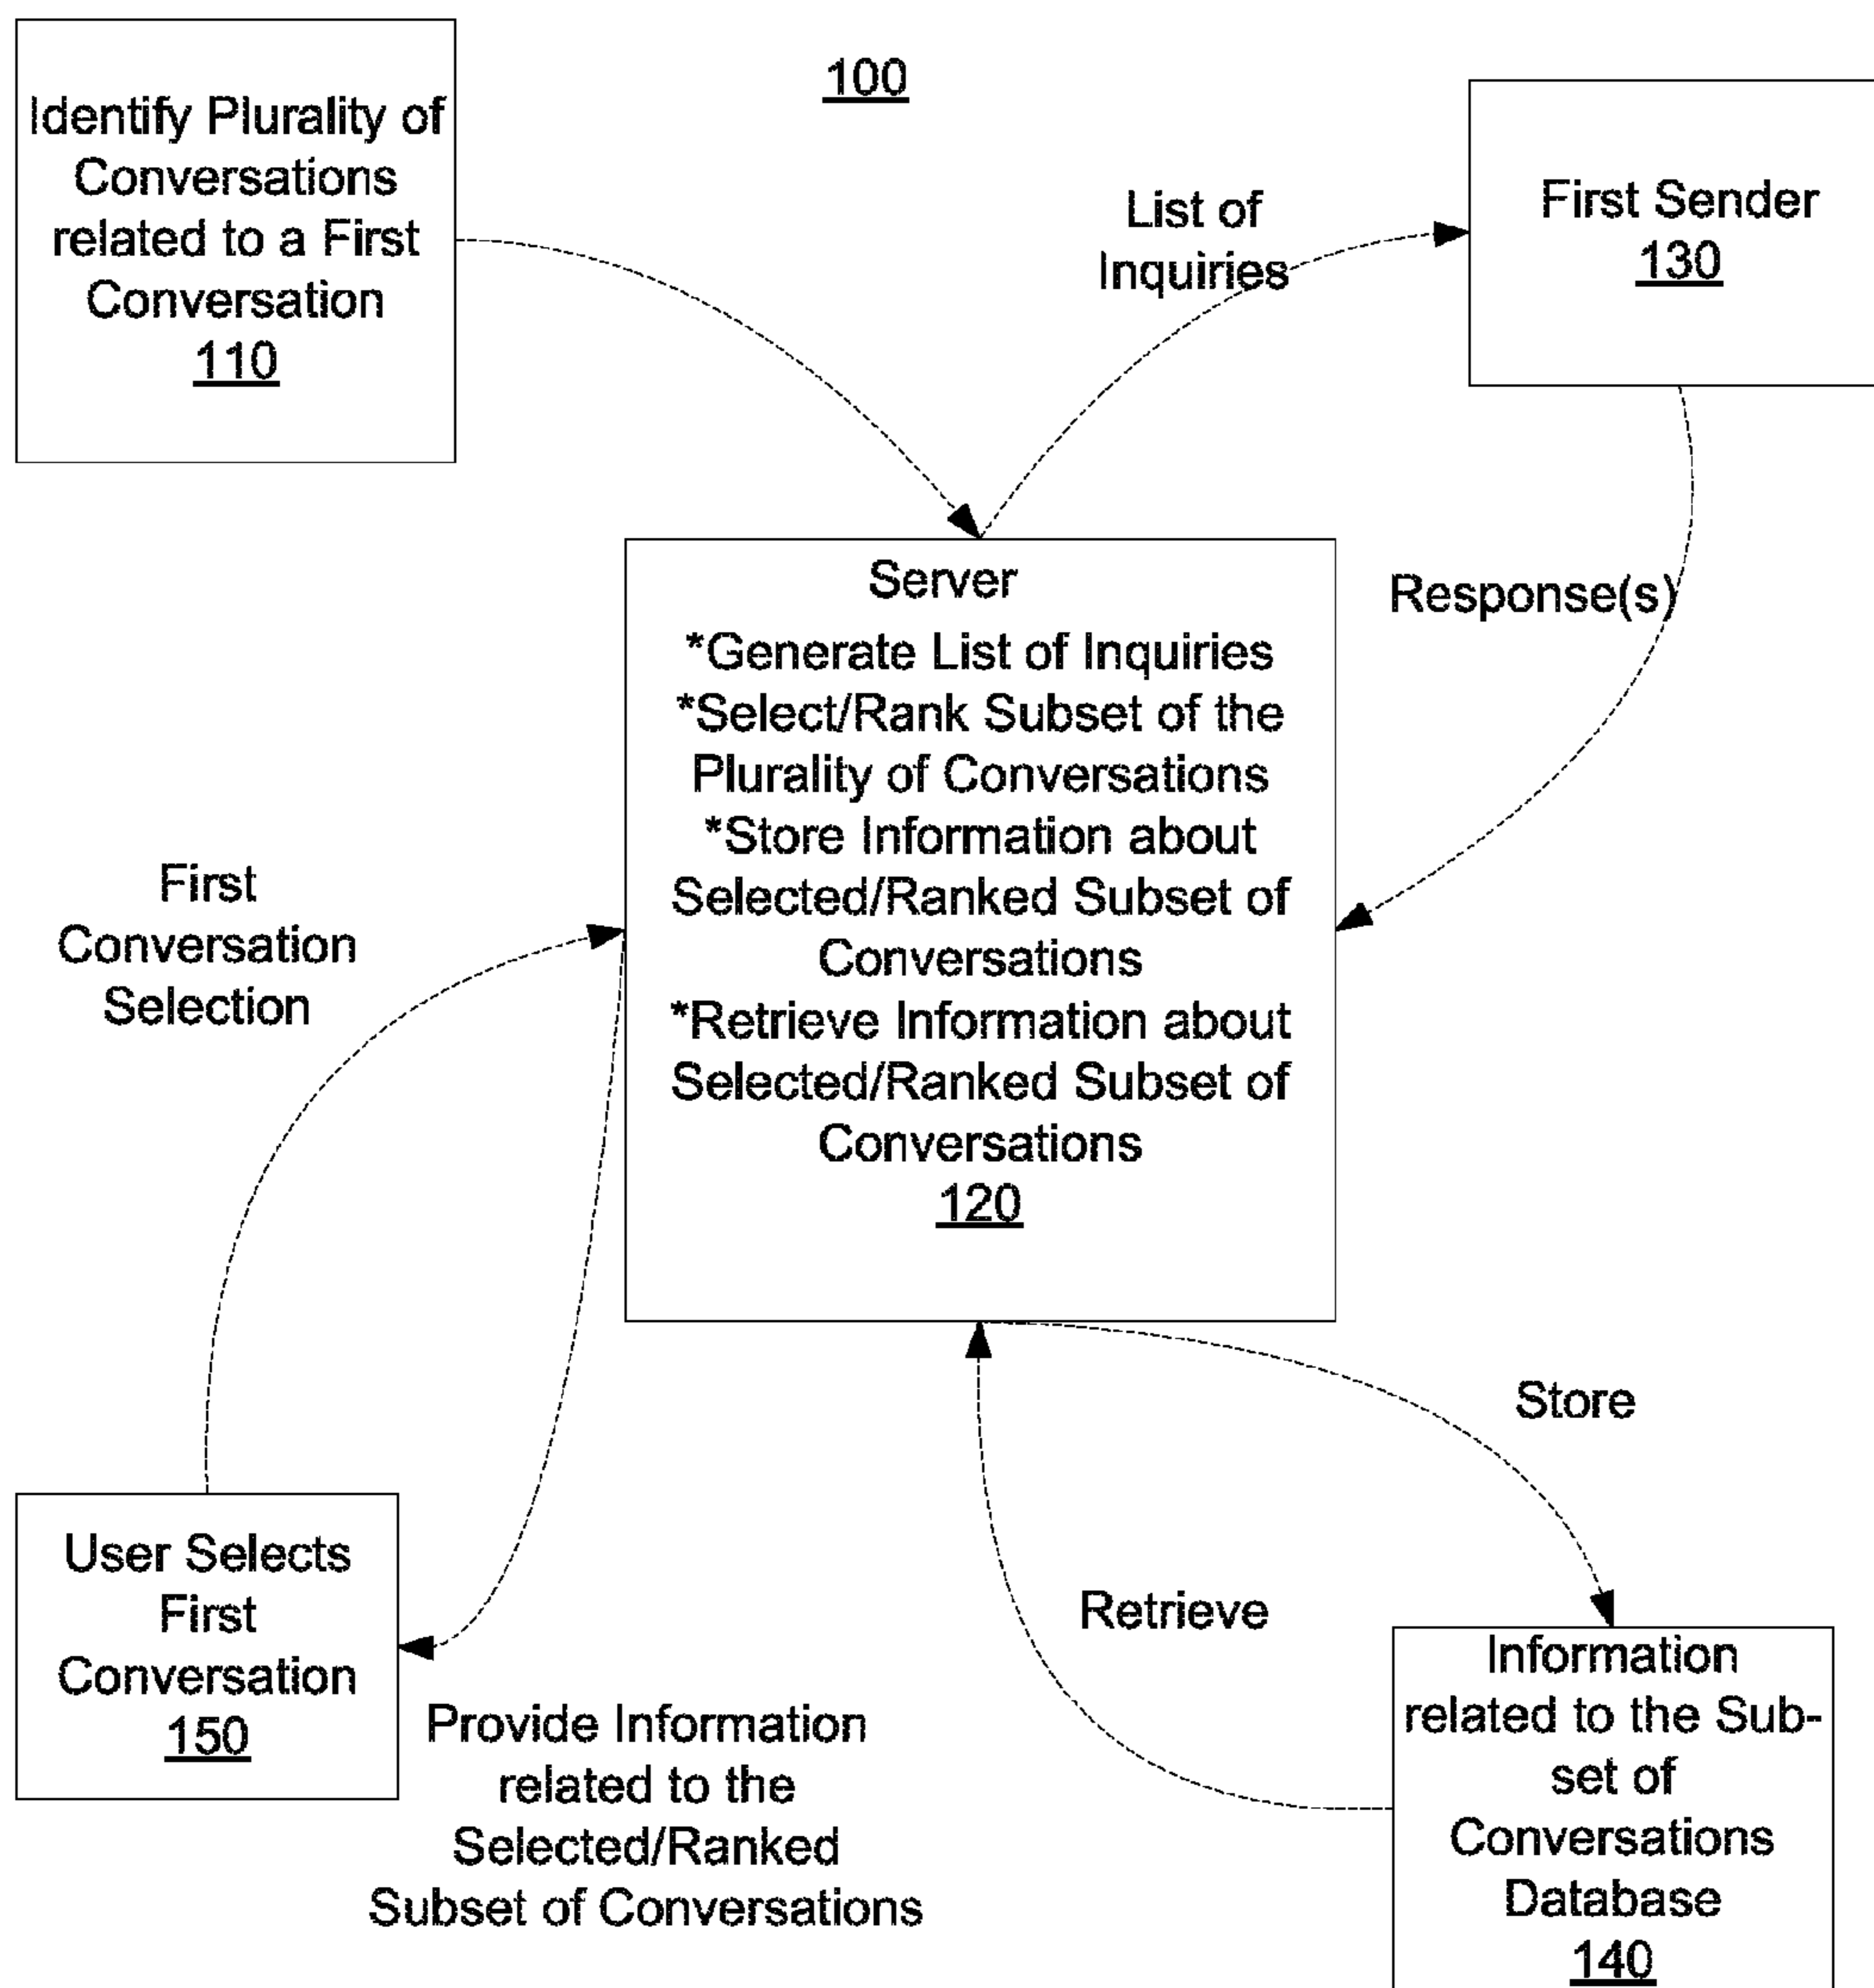 Identify Plurality of
Conversations
related to a First
Conversation
110
100
List of
Inquiries
First Sender
130
Server
*Generate List of Inquiries
*Select/Rank Subset of the
Plurality of Conversations
*Store Information about
Selected/Ranked Subset of
Conversations
*Retrieve Information about
Selected/Ranked Subset of
Conversations
120
Response(s)
First
Conversation
Selection
Store
Retrieve
User Selects
First
Conversation
150
Provide Information
related to the
Selected/Ranked
Subset of Conversations
Information
related to the Sub-
set of
Conversations
Database
140